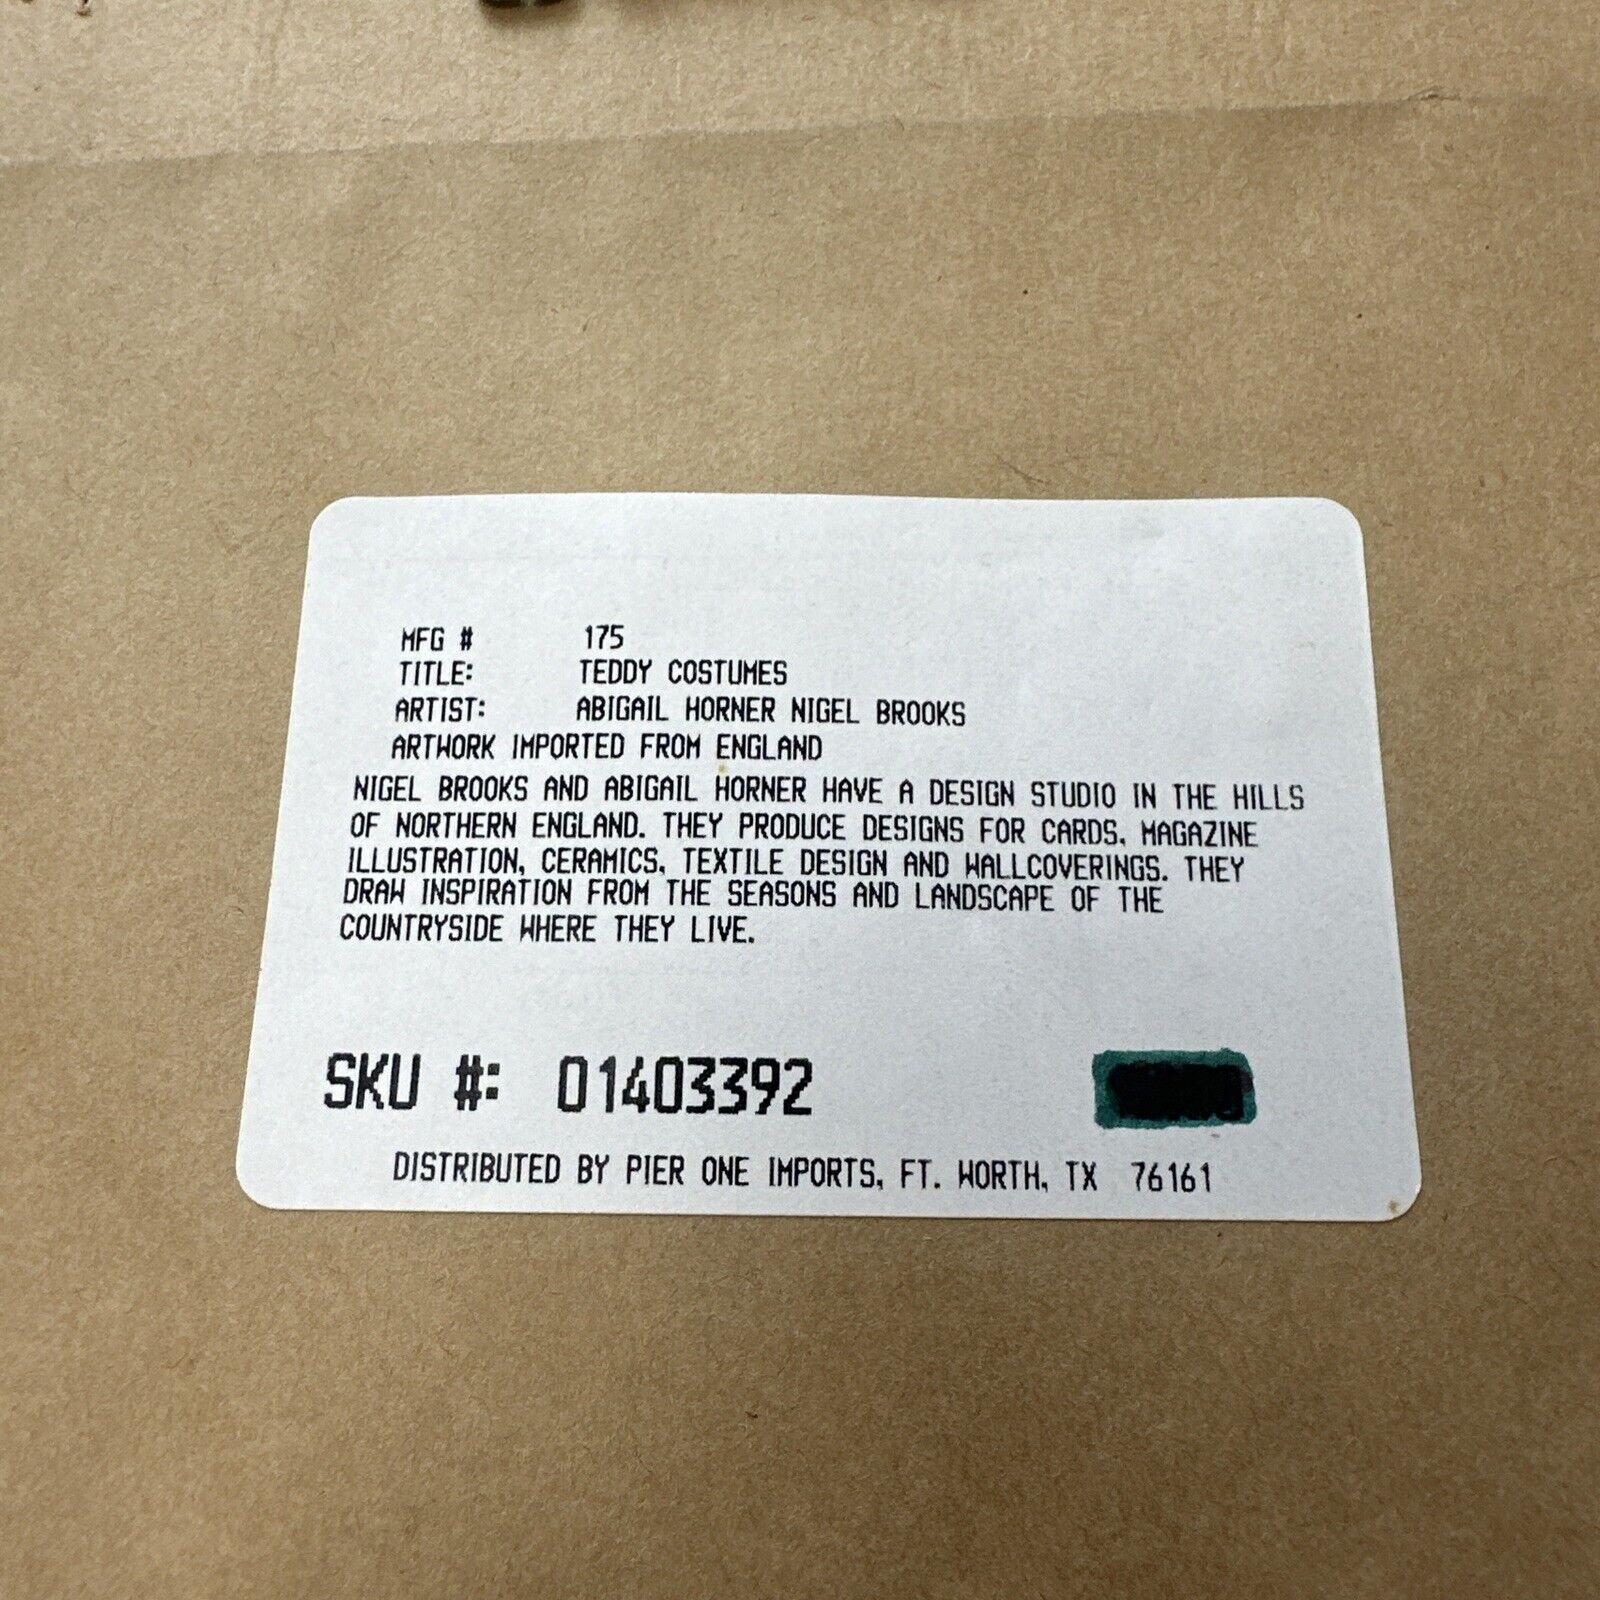 MFG # 175
TITLE: TEDDY COSTUMES
ARTIST: ABIGAIL HORNER NIGEL BROOKS
ARTWORK IMPORTED FROM ENGLAND
NIGEL BROOKS AND ABIGAIL HORNER HAVE A DESIGN STUDIO IN THE HILLS
OF NORTHERN ENGLAND. THEY PRODUCE DESIGNS FOR CARDS, MAGAZINE
ILLUSTRATION, CERAMICS, TEXTILE DESIGN AND WALLCOVERINGS. THEY
DRAW INSPIRATION FROM THE SEASONS AND LANDSCAPE OF THE
COUNTRYSIDE WHERE THEY LIVE.
SKU #: 01403392
DISTRIBUTED BY PIER ONE IMPORTS, FT. WORTH, TX 76161